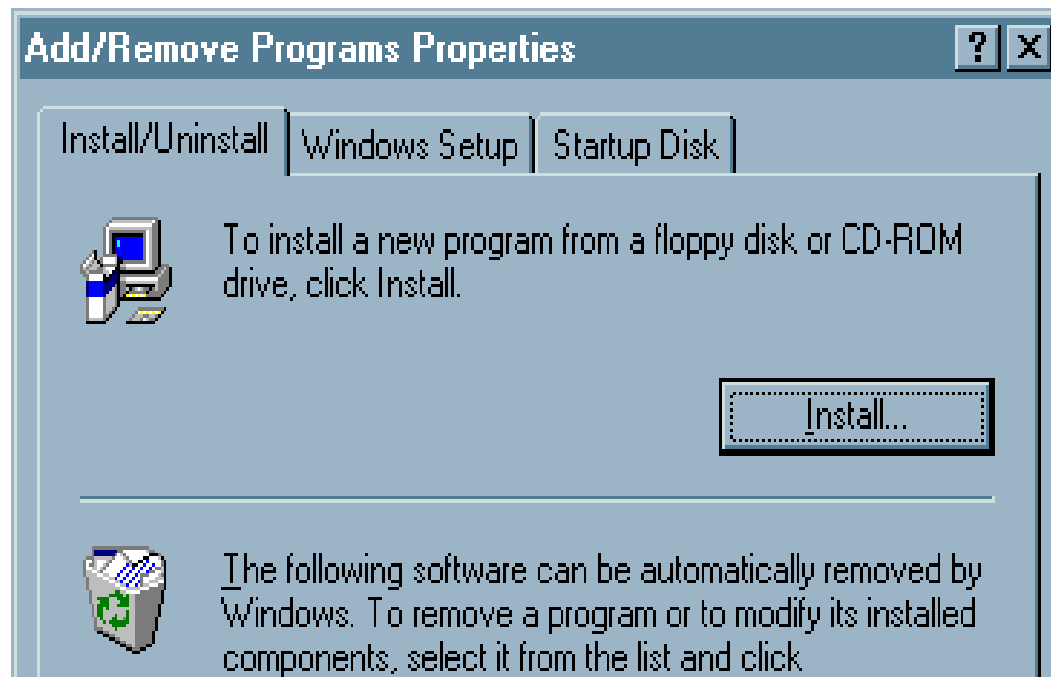 Add/Remove Programs Properties
Install/Uninstall Windows Setup Startup Disk
To install a new program from a floppy disk or CD-ROM
drive, click Install.
Install...
The following software can be automatically removed by
Windows. To remove a program or to modify its installed
components, select it from the list and click